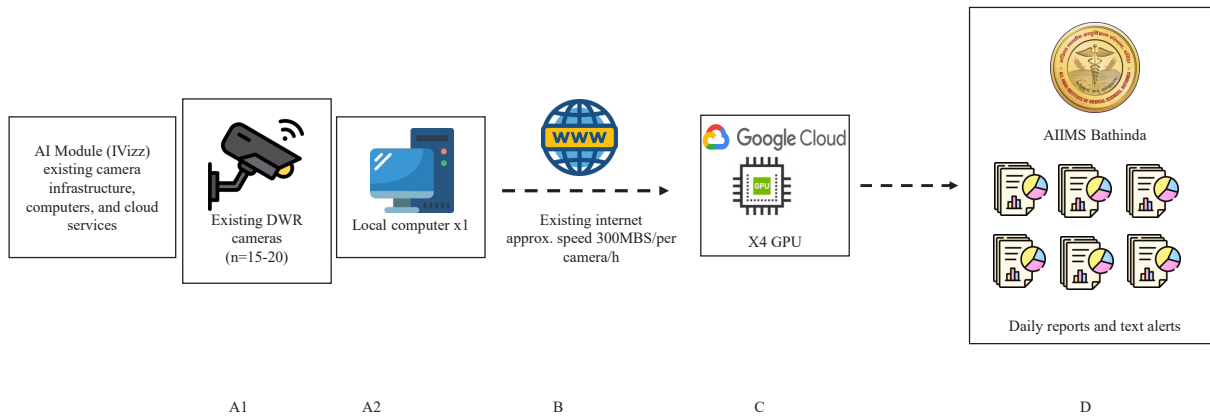 AI Module (IVizz)
existing camera
infrastructure,
computers, and cloud
services
Existing DWR
cameras
(n=15-20)
Local computer x1
WWW
Existing internet
approx. speed 300MBS/per
camera/h
Google Cloud
GPU
X4 GPU
AIIMS Bathinda
Daily reports and text alerts
A1
A2
B
C
D